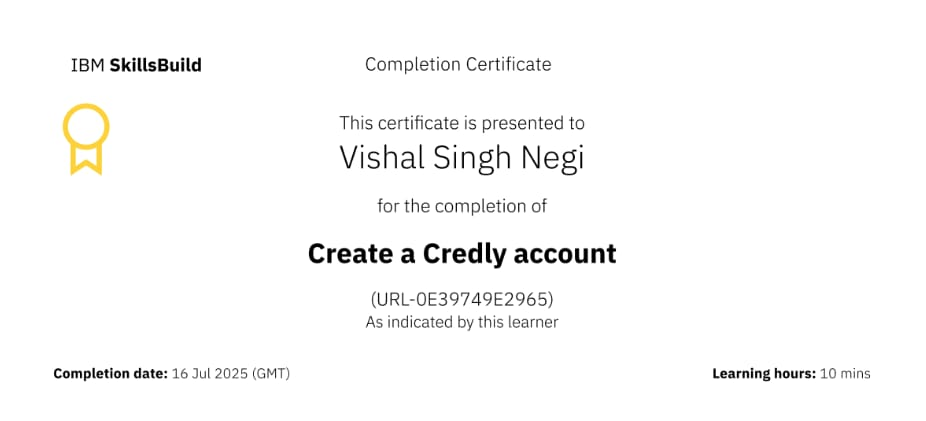 IBM SkillsBuild
Completion Certificate
This certificate is presented to
Vishal Singh Negi
for the completion of
Create a Credly account
(URL-0E39749E2965)
As indicated by this learner
Completion date: 16 Jul 2025 (GMT)
Learning hours: 10 mins